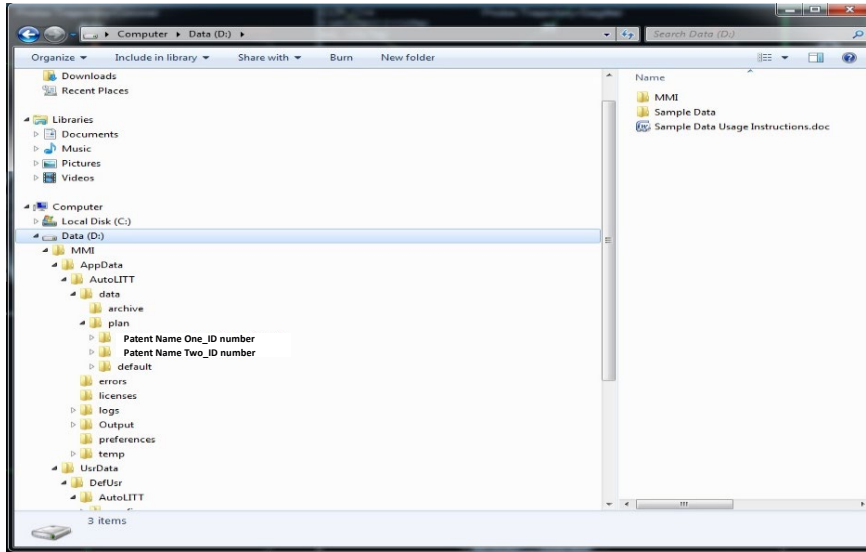 Computer ▸ Data (D:) ▸
Search Data (D:)
Organize
Include in library
Share with
Burn
New folder
Downloads
Recent Places
Libraries
Documents
Music
Pictures
Videos
Computer
Local Disk (C:)
Data (D:)
MMI
AppData
AutoLITT
data
archive
plan
Patent Name One_ID number
Patent Name Two_ID number
default
errors
licenses
logs
Output
preferences
temp
UsrData
DefUsr
AutoLITT
3 items
Name
MMI
Sample Data
Sample Data Usage Instructions.doc